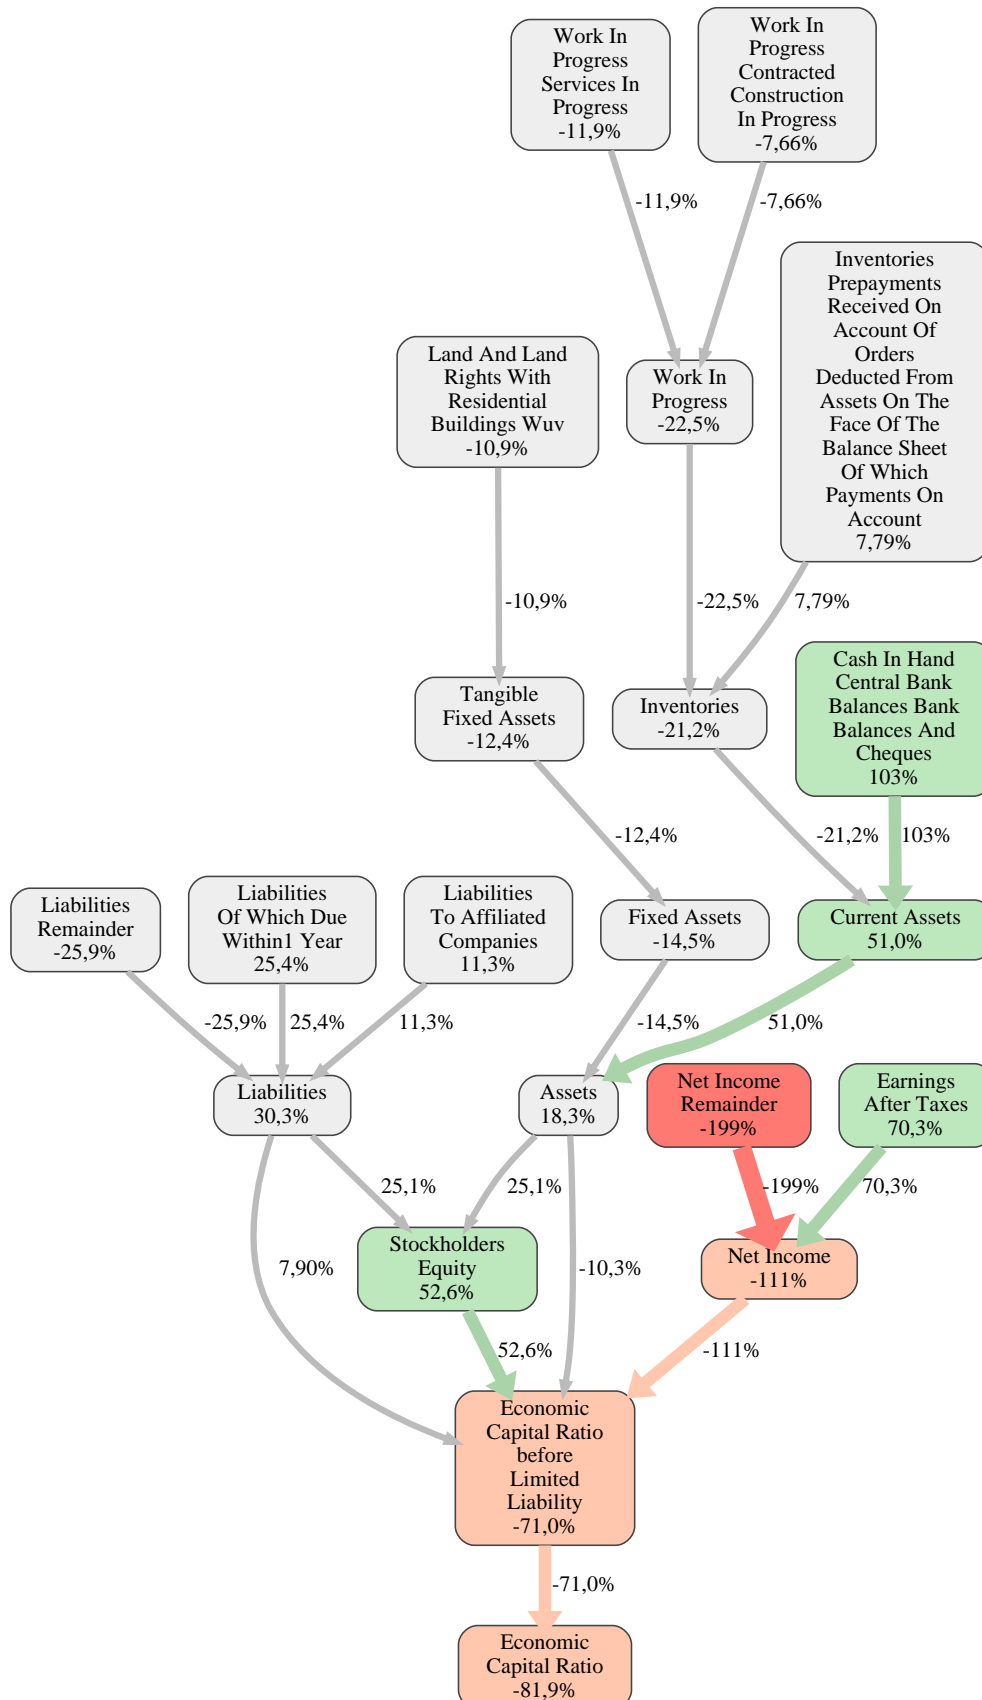 Work In
Progress
Services In
Progress
-11,9%
Work In
Progress
Contracted
Construction
In Progress
-7,66%
-11,9%
-7,66%
Inventories
Prepayments
Received On
Account Of
Orders
Deducted From
Assets On The
Face Of The
Balance Sheet
Of Which
Payments On
Account
7,79%
Land And Land
Rights With
Residential
Buildings Wuv
-10,9%
Work In
Progress
-22,5%
-10,9%
-22,5%
7,79%
Cash In Hand
Central Bank
Balances Bank
Balances And
Cheques
103%
Tangible
Fixed Assets
-12,4%
Inventories
-21,2%
-12,4%
-21,2%
103%
Liabilities
Remainder
-25,9%
Liabilities
Of Which Due
Within1 Year
25,4%
Liabilities
To Affiliated
Companies
11,3%
Fixed Assets
-14,5%
Current Assets
51,0%
-25,9%
25,4%
11,3%
-14,5%
51,0%
Liabilities
30,3%
Assets
18,3%
Net Income
Remainder
-199%
Earnings
After Taxes
70,3%
25,1%
25,1%
-199%
70,3%
Stockholders
Equity
52,6%
7,90%
-10,3%
Net Income
-111%
52,6%
-111%
Economic
Capital Ratio
before
Limited
Liability
-71,0%
-71,0%
Economic
Capital Ratio
-81,9%